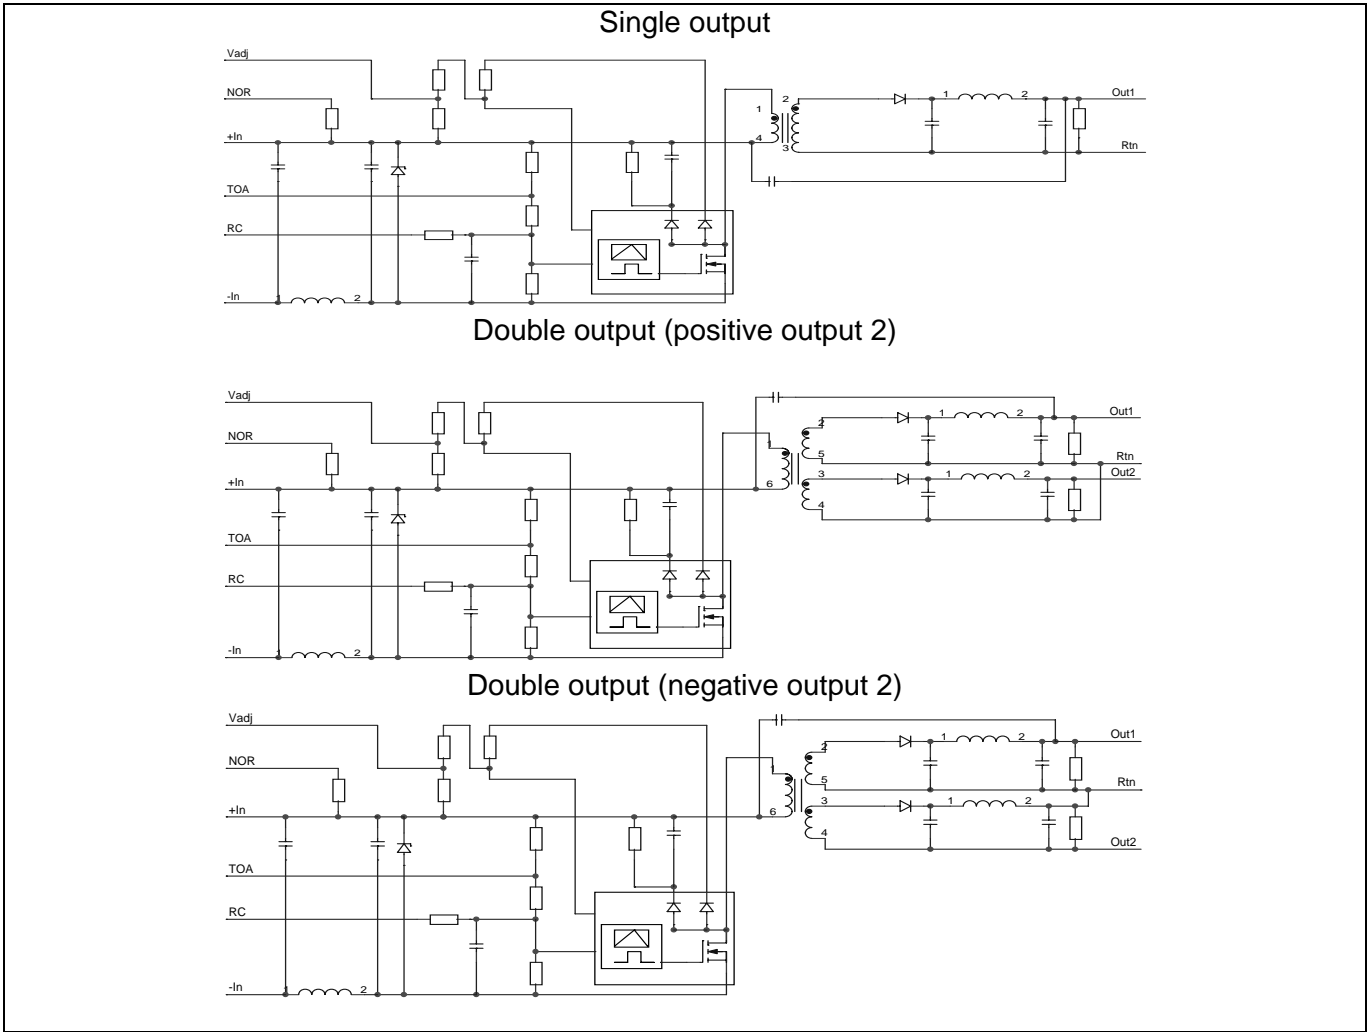 Single output
Vadj
NOR
+In
TOA
RC
-In
1 2
1 2
4 3
1 2
Out1
Rtn
Double output (positive output 2)
Vadj
NOR
+In
TOA
RC
-In
1 2
1 2
5
6 3
4
1 2
1 2
Out1
Rtn
Out2
Double output (negative output 2)
Vadj
NOR
+In
TOA
RC
-In
1 2
1 2
5
6 3
4
1 2
1 2
Out1
Rtn
Out2